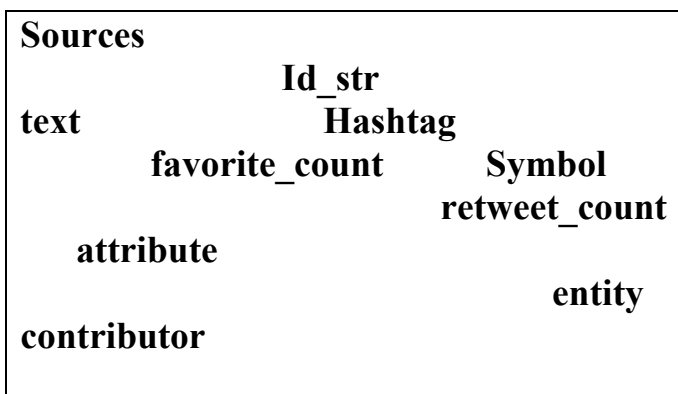 Sources
Id_str
text Hashtag
favorite_count Symbol
retweet_count
attribute
entity
contributor